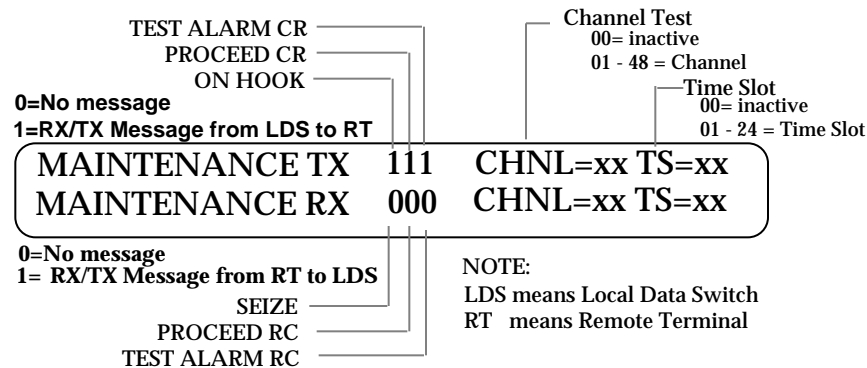 TEST ALARM CR
PROCEED CR
ON HOOK
0=No message
1=RX/TX Message from LDS to RT
Channel Test
00= inactive
01 - 48 = Channel
Time Slot
00= inactive
01 - 24 = Time Slot
MAINTENANCE TX 111 CHNL=xx TS=xx
MAINTENANCE RX 000 CHNL=xx TS=xx
0=No message
1= RX/TX Message from RT to LDS
SEIZE
PROCEED RC
TEST ALARM RC
NOTE:
LDS means Local Data Switch
RT means Remote Terminal